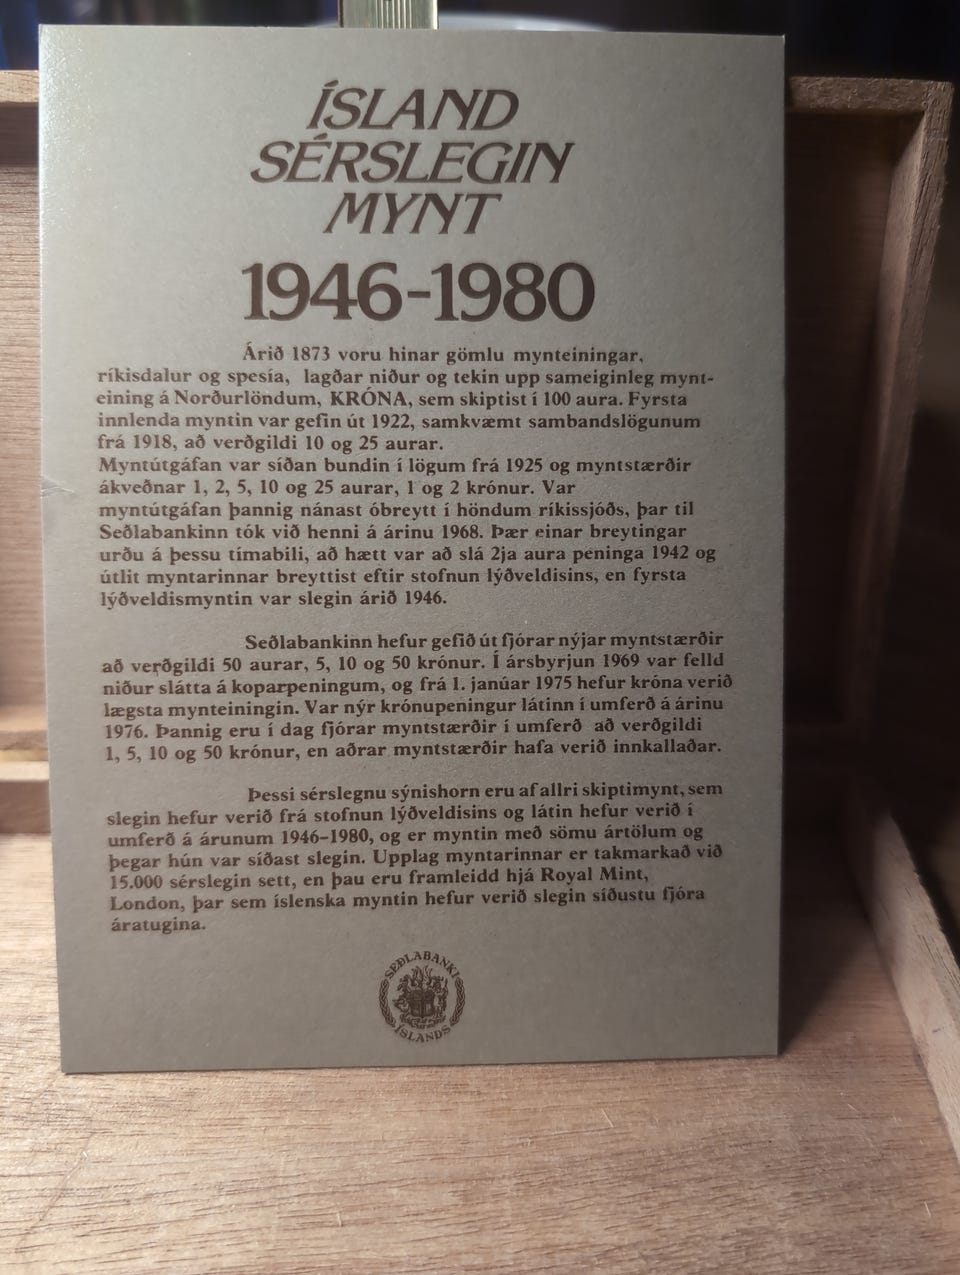 ÍSLAND
SÉRSLEGIN
MYNT
1946-1980
Árið 1873 voru hinar gömlu mynteiningar,
ríkisdalur og spesía, lagðar niður og tekin upp sameiginleg mynt-
eining á Norðurlöndum, KRÓNA, sem skiptist í 100 aura. Fyrsta
innlenda myntin var gefin út 1922, samkvæmt sambandslögunum
frá 1918, að verðgildi 10 og 25 aurar.
Myntútgáfan var síðan bundin í lögum frá 1925 og myntstærðir
ákveðnar 1, 2, 5, 10 og 25 aurar, 1 og 2 krónur. Var
myntútgáfan þannig nánast óbreytt í höndum ríkissjóðs, þar til
Seðlabankinn tók við henni á árinu 1968. Þær einar breytingar
urðu á þessu tímabili, að hætt var að slá 2ja aura peninga 1942 og
útlit myntarinnar breyttist eftir stofnun lýðveldisins, en fyrsta
lýðveldismyntin var slegin árið 1946.
Seðlabankinn hefur gefið út fjórar nýjar myntstærðir
að verðgildi 50 aurar, 5, 10 og 50 krónur. Í ársbyrjun 1969 var felld
niður slátta á koparpeningum, og frá 1. janúar 1975 hefur króna verið
lægsta mynteiningin. Var nýr krónupeningur látinn í umferð á árinu
1976. Þannig eru í dag fjórar myntstærðir í umferð að verðgildi
1, 5, 10 og 50 krónur, en aðrar myntstærðir hafa verið innkallaðar.
Þessi sérslegnu sýnishorn eru af allri skiptimynt, sem
slegin hefur verið frá stofnun lýðveldisins og látin hefur verið í
umferð á árunum 1946-1980, og er myntin með sömu ártölum og
þegar hún var síðast slegin. Upplag myntarinnar er takmarkað við
15.000 sérslegin sett, en þau eru framleidd hjá Royal Mint,
London, þar sem íslenska myntin hefur verið slegin síðustu fjóra
áratugina.
SEÐLABANKI
ÍSLANDS